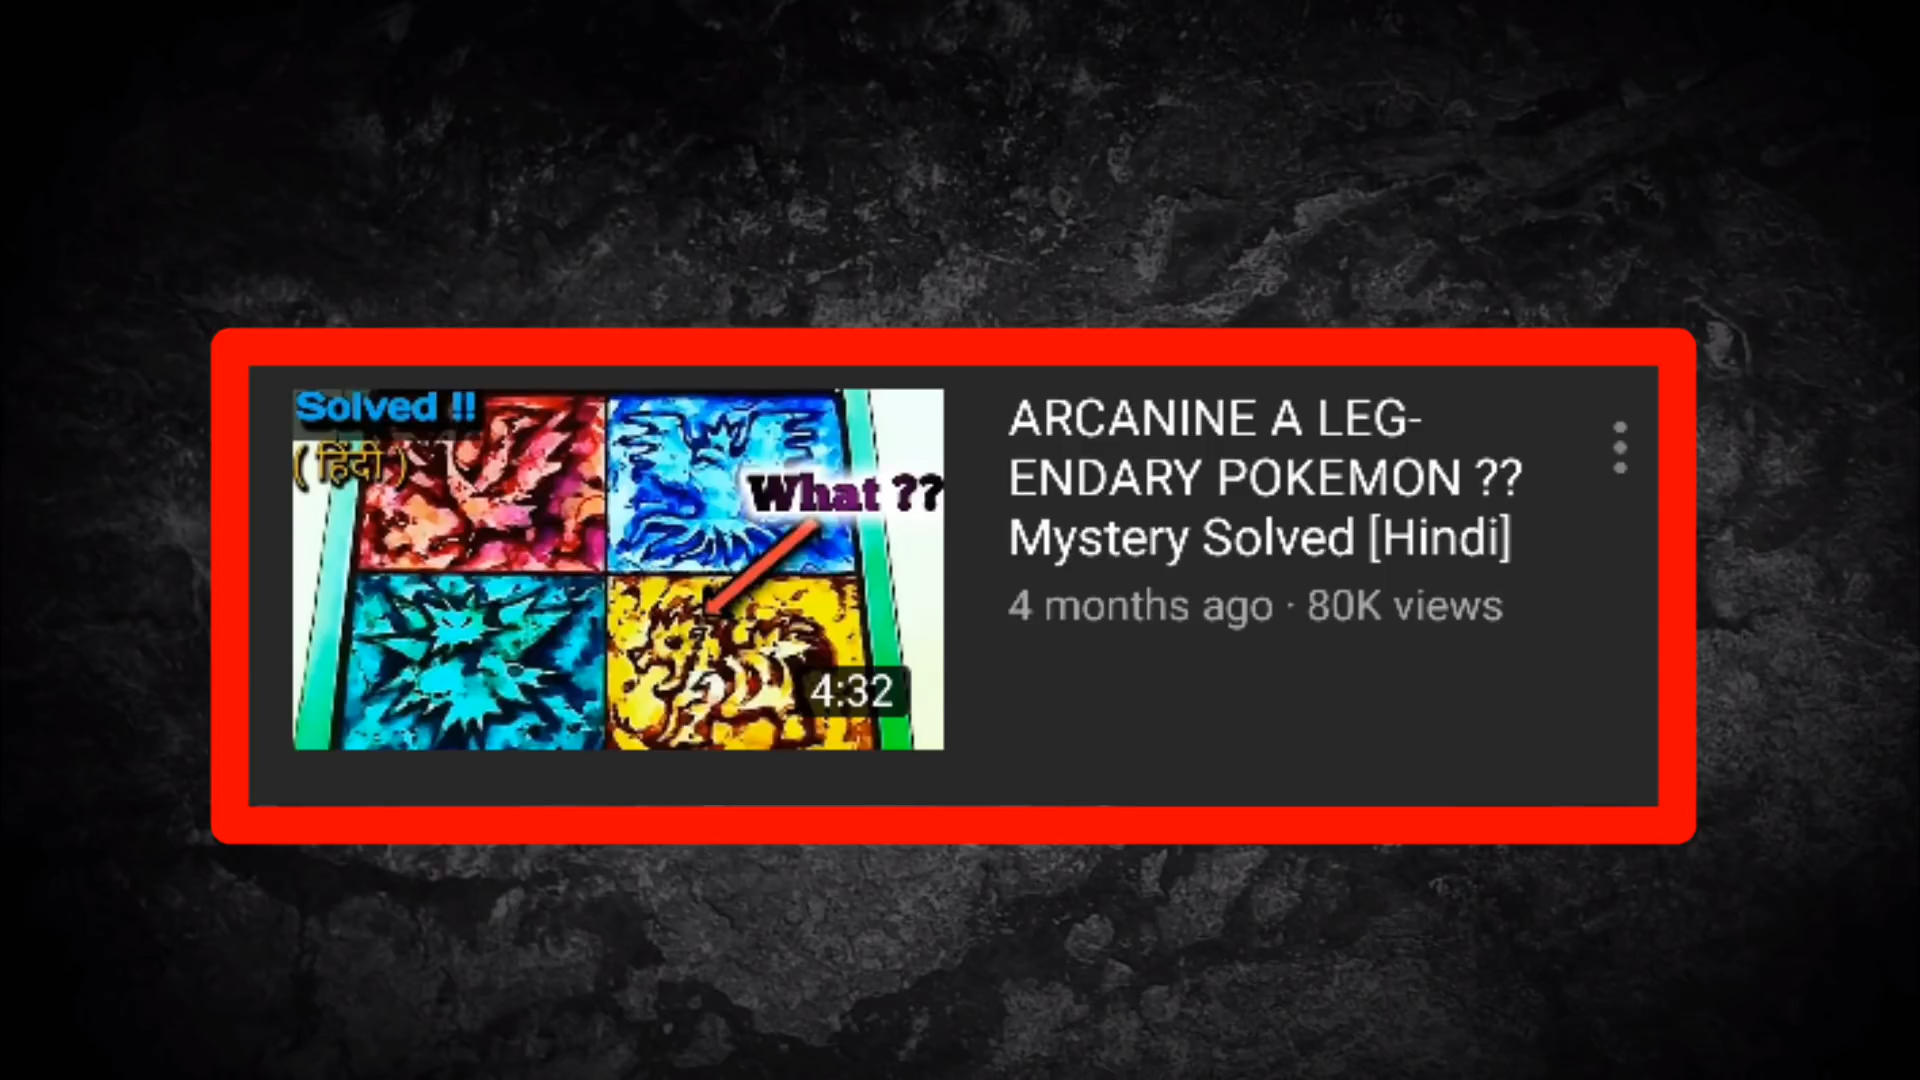 Solved !!
( हिंदी )
What ??
4:32
ARCANINE A LEG-
ENDARY POKEMON ??
Mystery Solved [Hindi]
4 months ago · 80K views